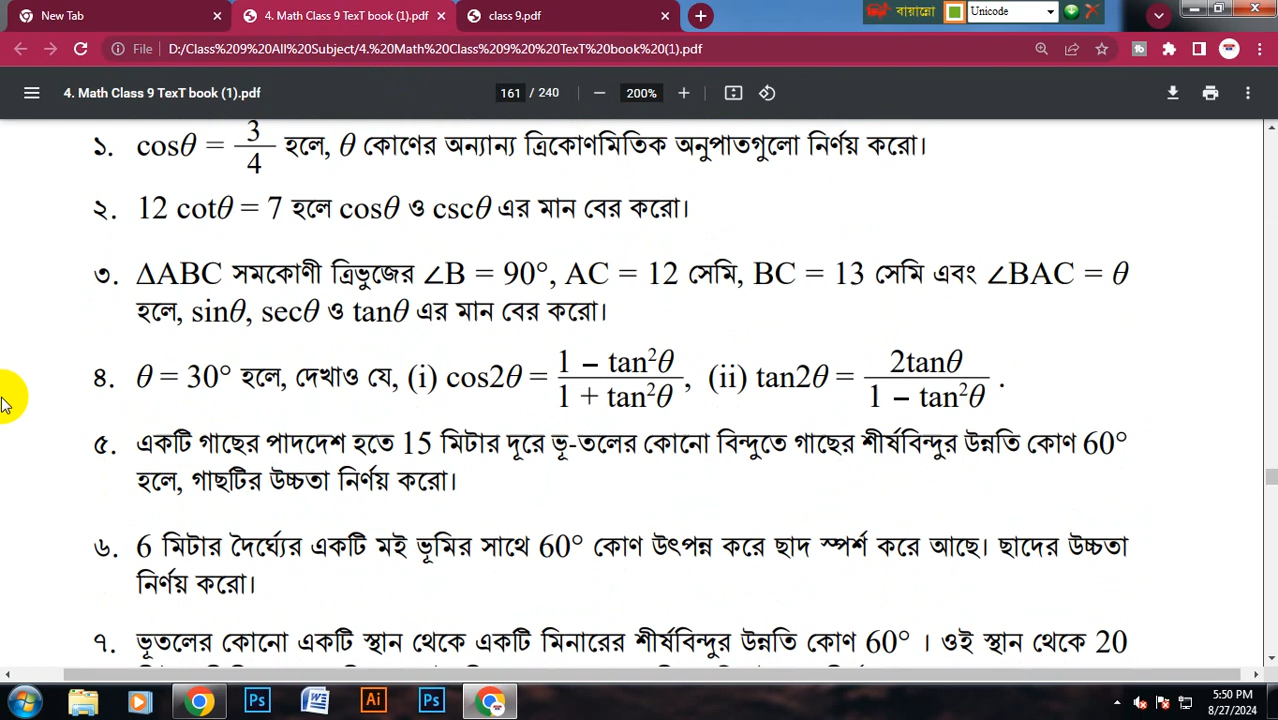 New Tab
4. Math Class 9 TexT book (1).pdf
class 9.pdf
বায়ান্নো
Unicode
File
D:/Class%209%20All%20Subject/4.%20Math%20Class%209%20%20TexT%20book%20(1).pdf
4. Math Class 9 TexT book (1).pdf
161 / 240
200%
১. cosθ = 3/4 হলে, θ কোণের অন্যান্য ত্রিকোণমিতিক অনুপাতগুলো নির্ণয় করো।
২. 12 cotθ = 7 হলে cosθ ও cscθ এর মান বের করো।
৩. ΔABC সমকোণী ত্রিভুজের ∠B = 90°, AC = 12 সেমি, BC = 13 সেমি এবং ∠BAC = θ
হলে, sinθ, secθ ও tanθ এর মান বের করো।
৪. θ = 30° হলে, দেখাও যে, (i) cos2θ = (1 – tan²θ)/(1 + tan²θ), (ii) tan2θ = 2tanθ/(1 – tan²θ) .
৫. একটি গাছের পাদদেশ হতে 15 মিটার দূরে ভূ-তলের কোনো বিন্দুতে গাছের শীর্ষবিন্দুর উন্নতি কোণ 60°
হলে, গাছটির উচ্চতা নির্ণয় করো।
৬. 6 মিটার দৈর্ঘ্যের একটি মই ভূমির সাথে 60° কোণ উৎপন্ন করে ছাদ স্পর্শ করে আছে। ছাদের উচ্চতা
নির্ণয় করো।
৭. ভূতলের কোনো একটি স্থান থেকে একটি মিনারের শীর্ষবিন্দুর উন্নতি কোণ 60° । ওই স্থান থেকে 20
Ps
W
Ai
Ps
5:50 PM
8/27/2024